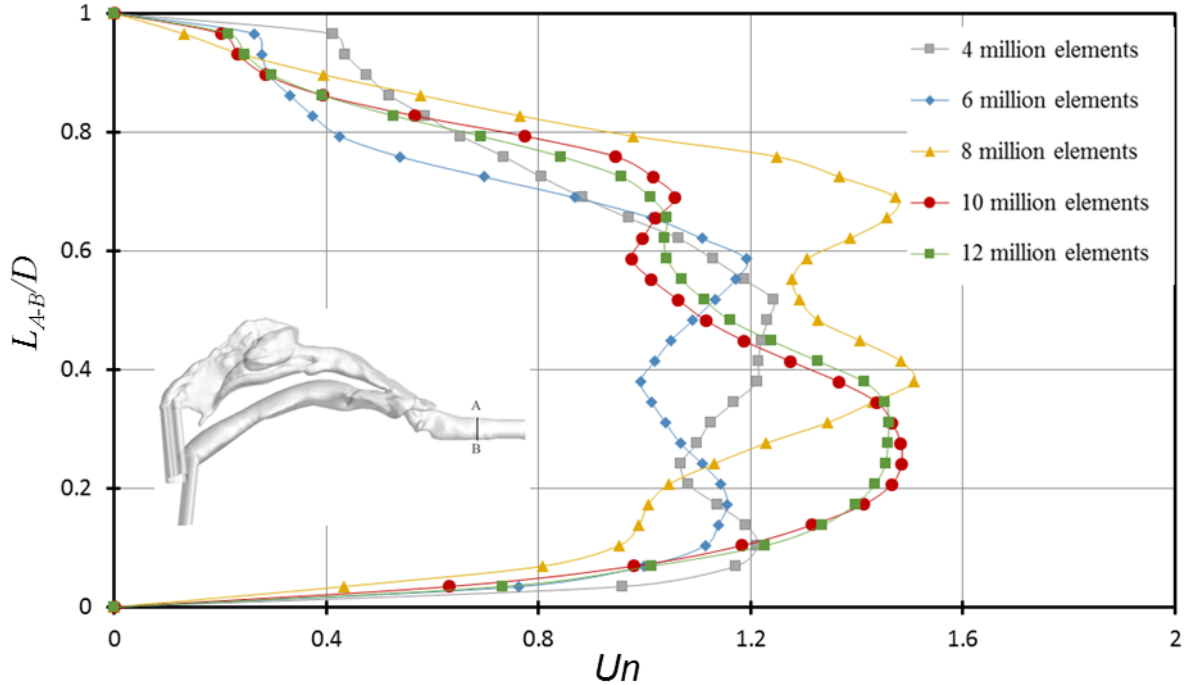 1
0.8
0.6
0.4
0.2
0
L_{A-B}/D
0
0.4
0.8
1.2
1.6
2
Un
4 million elements
6 million elements
8 million elements
10 million elements
12 million elements
A
B